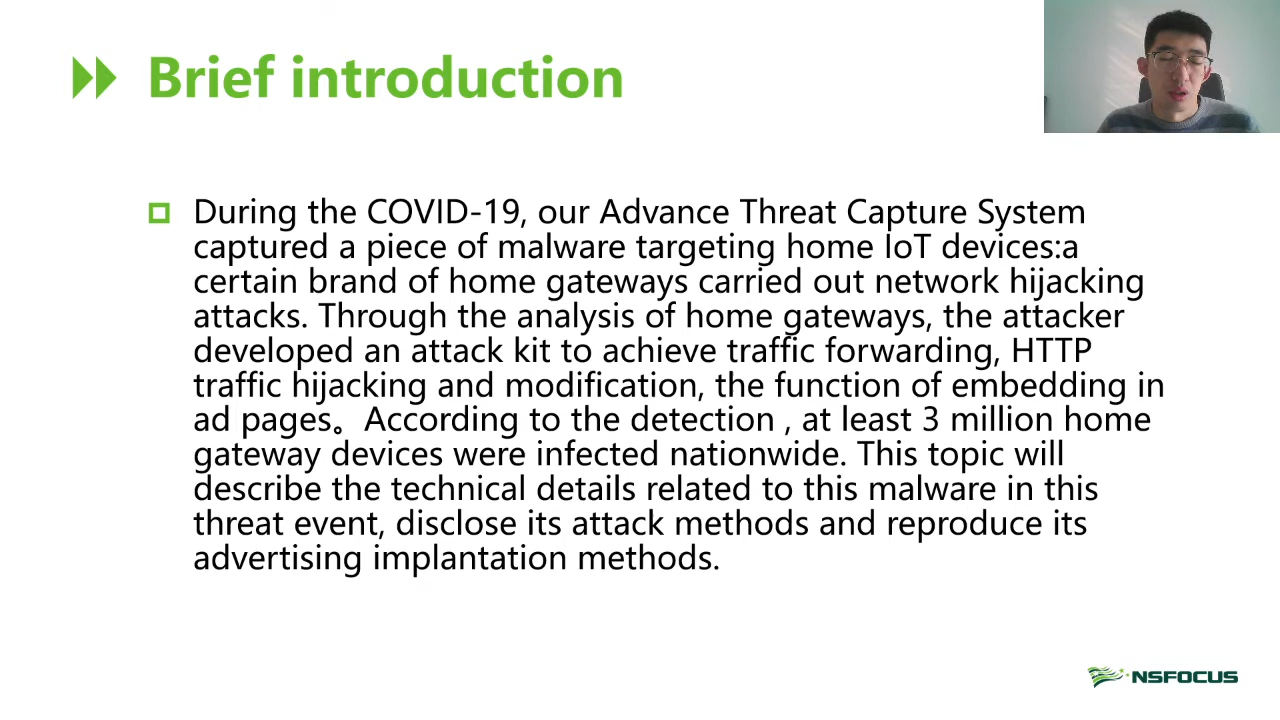 Brief introduction
During the COVID-19, our Advance Threat Capture System
captured a piece of malware targeting home IoT devices:a
certain brand of home gateways carried out network hijacking
attacks. Through the analysis of home gateways, the attacker
developed an attack kit to achieve traffic forwarding, HTTP
traffic hijacking and modification, the function of embedding in
ad pages。 According to the detection , at least 3 million home
gateway devices were infected nationwide. This topic will
describe the technical details related to this malware in this
threat event, disclose its attack methods and reproduce its
advertising implantation methods.
NSFOCUS